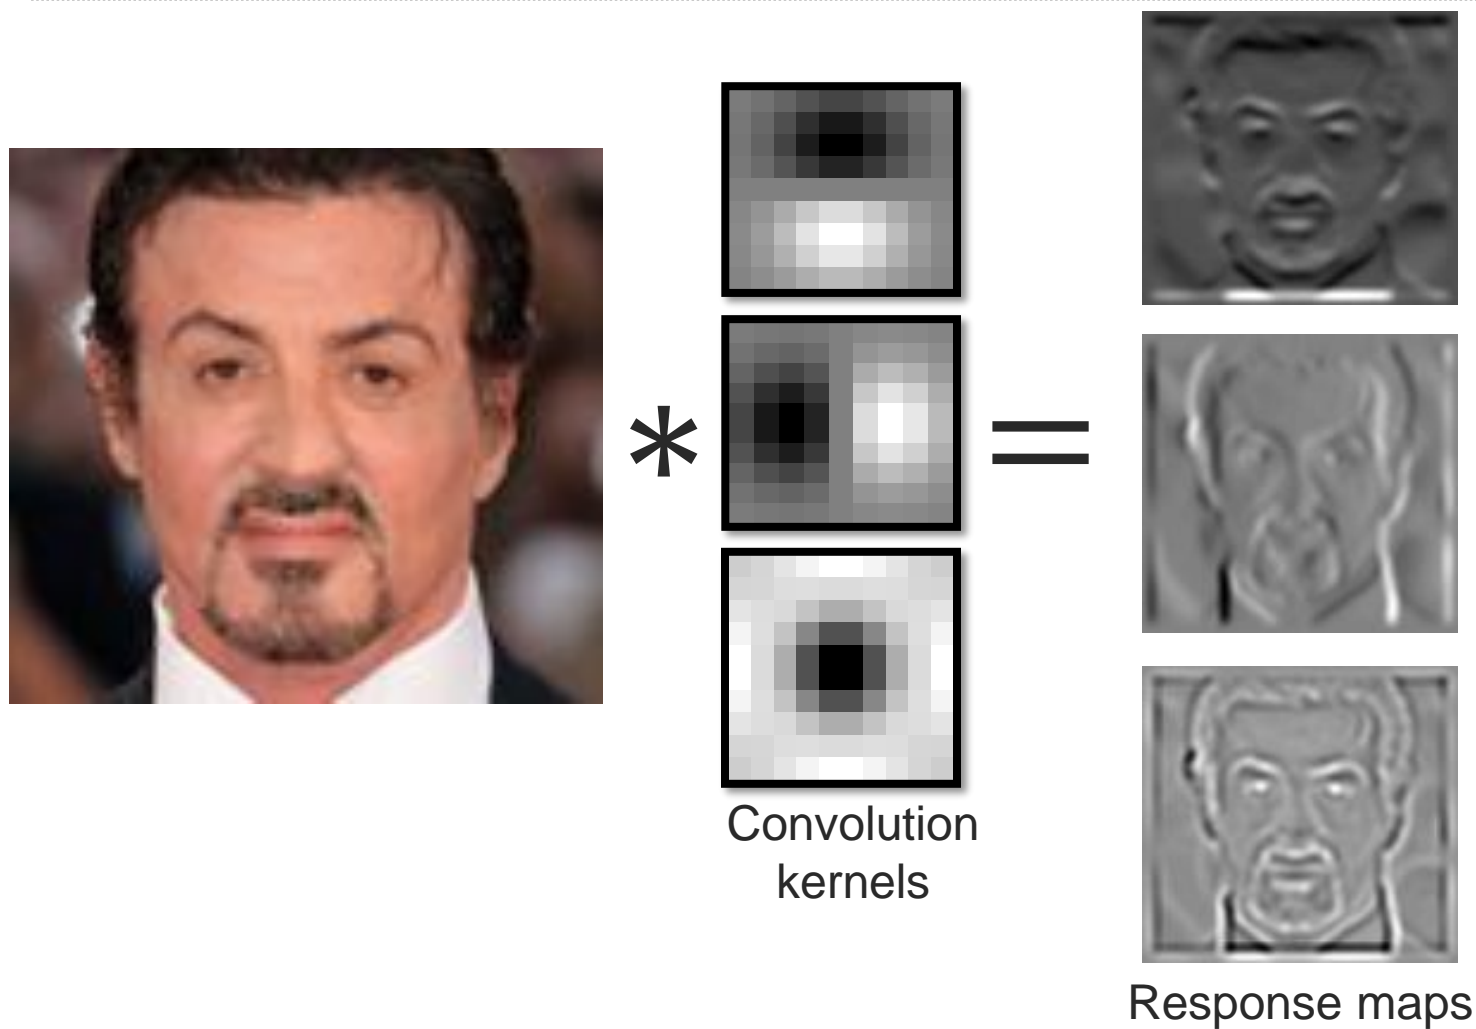 *
=
Convolution
kernels
Response maps